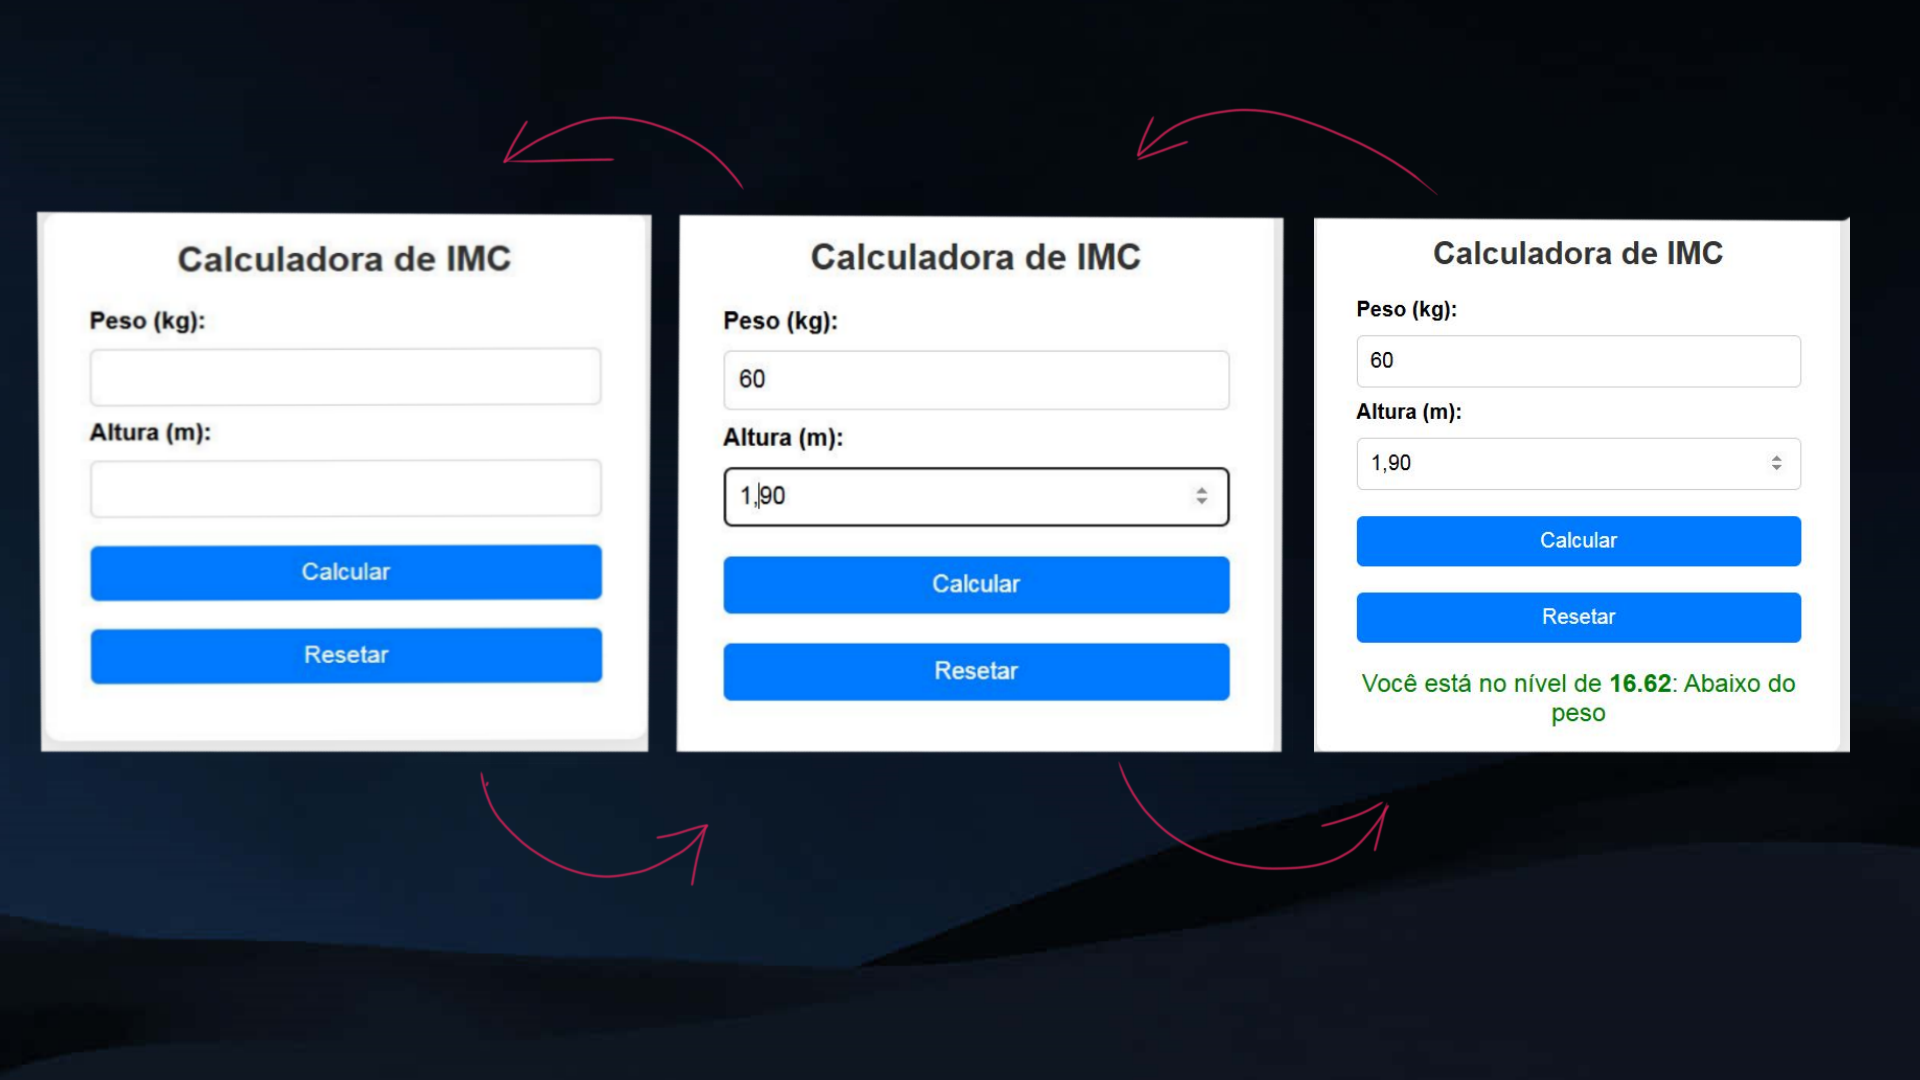 Calculadora de IMC
Peso (kg):
Altura (m):
Calcular
Resetar
Calculadora de IMC
Peso (kg):
60
Altura (m):
1,90
Calcular
Resetar
Calculadora de IMC
Peso (kg):
60
Altura (m):
1,90
Calcular
Resetar
Você está no nível de 16.62: Abaixo do
peso